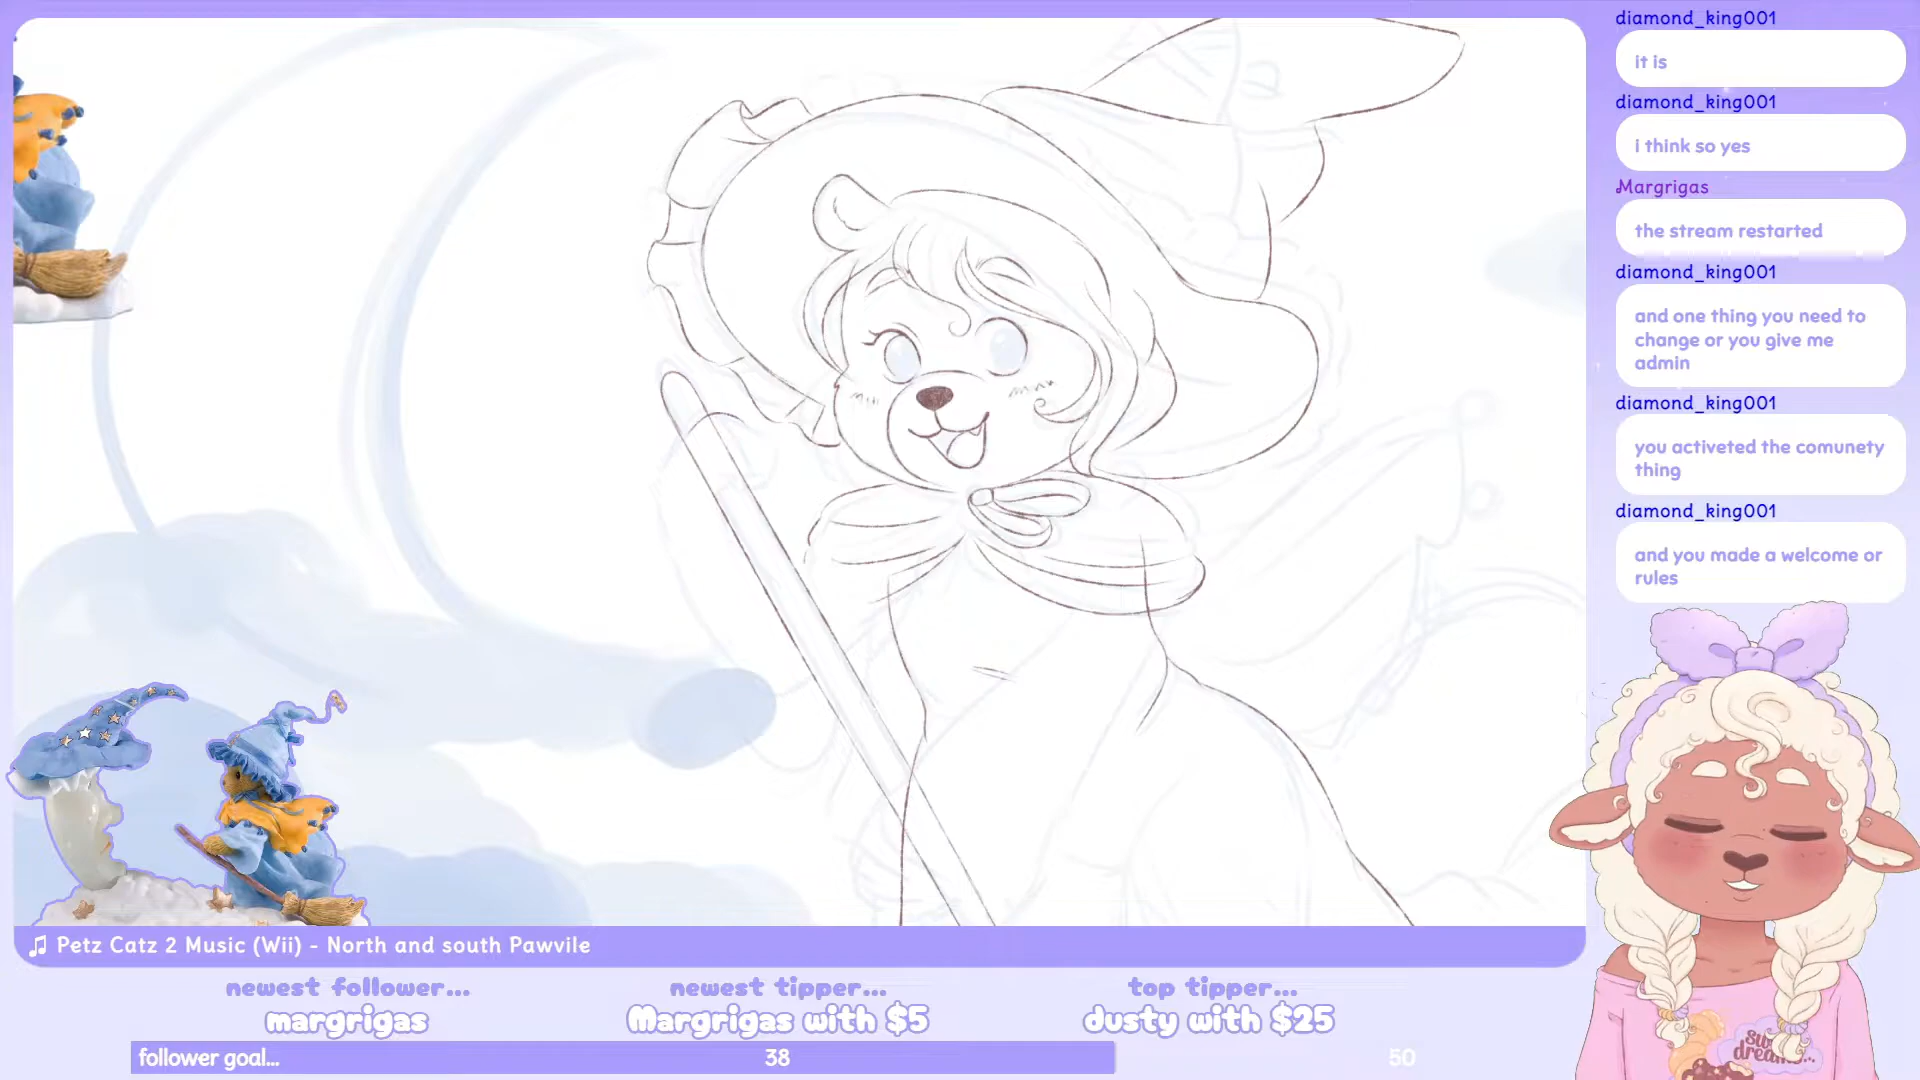 diamond_king001
it is
diamond_king001
i think so yes
Margrigas
the stream restarted
diamond_king001
and one thing you need to
change or you give me
admin
diamond_king001
you activeted the comunety
thing
diamond_king001
and you made a welcome or
rules
♫ Petz Catz 2 Music (Wii) - North and south Pawvile
newest follower...
margrigas
newest tipper...
Margrigas with $5
top tipper...
dusty with $25
follower goal...
38
50